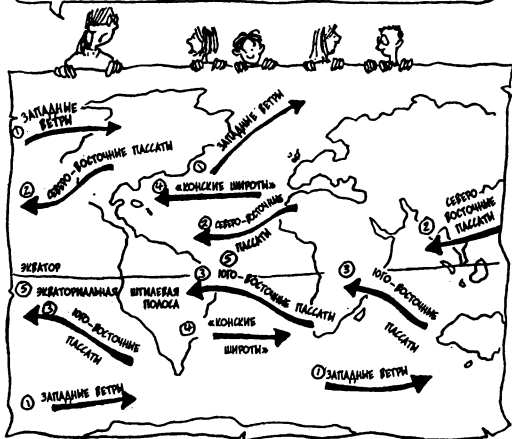 ① ЗАПАДНЫЕ
ВЕТРЫ
① ЗАПАДНЫЕ ВЕТРЫ
② СЕВЕРО-ВОСТОЧНЫЕ ПАССАТЫ
④ «КОНСКИЕ ШИРОТЫ»
② СЕВЕРО-ВОСТОЧНЫЕ
ПАССАТЫ
② СЕВЕРО-
ВОСТОЧНЫЕ
ПАССАТЫ
ЭКВАТОР
⑤ ЭКВАТОРИАЛЬНАЯ ШТИЛЕВАЯ
ПОЛОСА
⑤
③ ЮГО-ВОСТОЧНЫЕ
ПАССАТЫ
③ ЮГО-ВОСТОЧНЫЕ ПАССАТЫ
③ ЮГО-ВОСТОЧНЫЕ
ПАССАТЫ
④ «КОНСКИЕ
ШИРОТЫ»
① ЗАПАДНЫЕ ВЕТРЫ
① ЗАПАДНЫЕ ВЕТРЫ